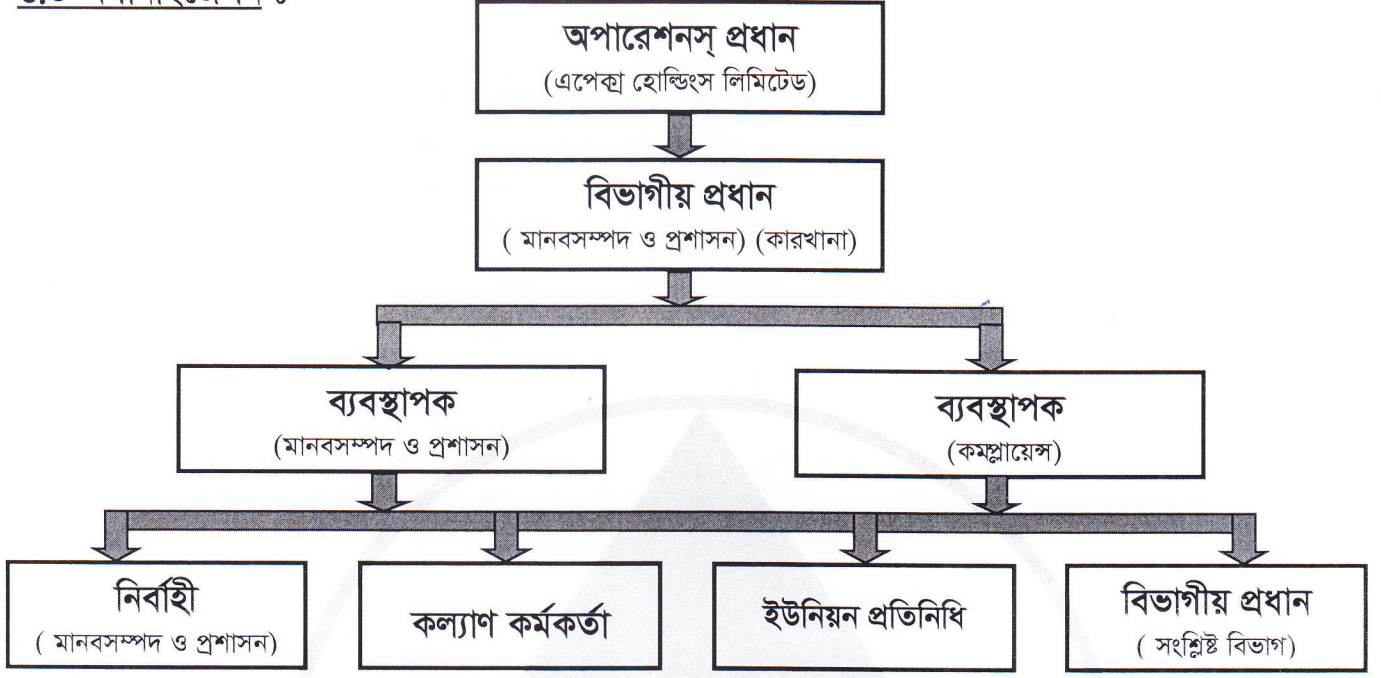 অপারেশনস্ প্রধান
(এপেক্স হোল্ডিংস লিমিটেড)
বিভাগীয় প্রধান
( মানবসম্পদ ও প্রশাসন) (কারখানা)
ব্যবস্থাপক
(মানবসম্পদ ও প্রশাসন)
ব্যবস্থাপক
(কমপ্লায়েন্স)
নির্বাহী
( মানবসম্পদ ও প্রশাসন)
কল্যাণ কর্মকর্তা
ইউনিয়ন প্রতিনিধি
বিভাগীয় প্রধান
( সংশ্লিষ্ট বিভাগ)